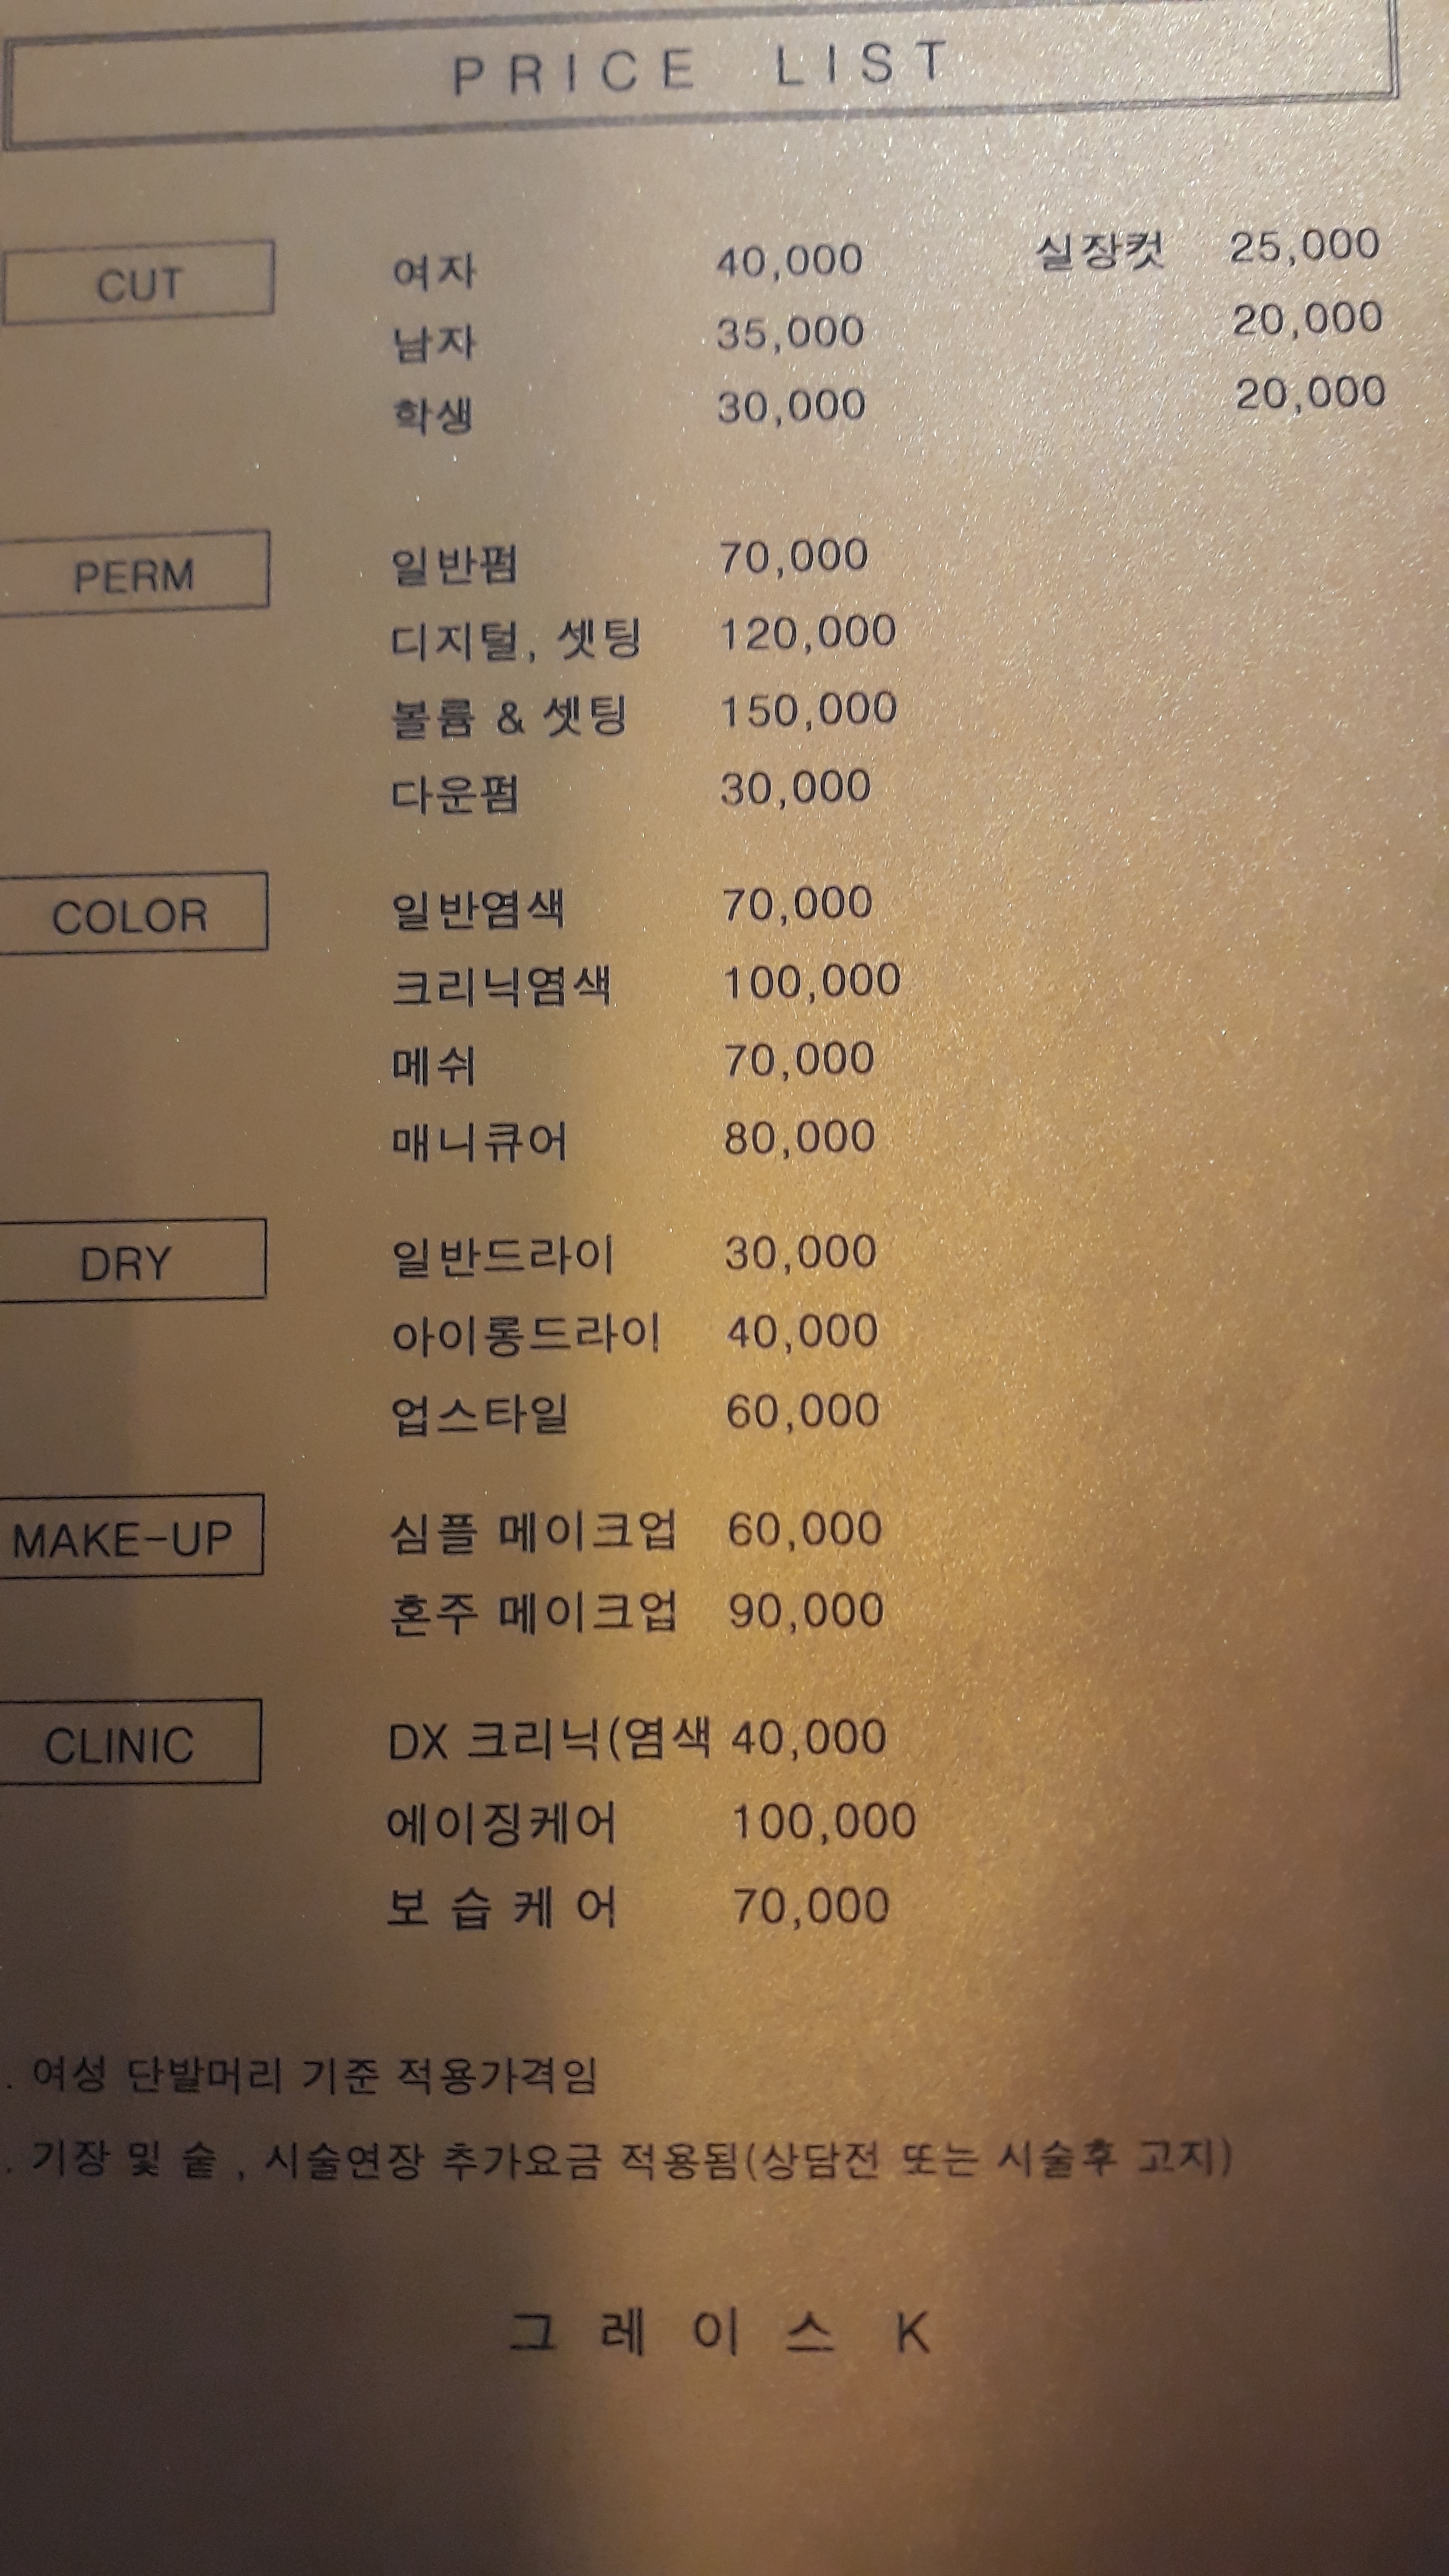 PRICE LIST
CUT 여자 40,000 실장컷 25,000
남자 35,000 20,000
학생 30,000 20,000
PERM 일반펌 70,000
디지털, 셋팅 120,000
볼륨 & 셋팅 150,000
다운펌 30,000
COLOR 일반염색 70,000
크리닉염색 100,000
메쉬 70,000
매니큐어 80,000
DRY 일반드라이 30,000
아이롱드라이 40,000
업스타일 60,000
MAKE-UP 심플 메이크업 60,000
혼주 메이크업 90,000
CLINIC DX 크리닉(염색 40,000
에이징케어 100,000
보습케어 70,000
. 여성 단발머리 기준 적용가격임
. 기장 및 숱 , 시술연장 추가요금 적용됨(상담전 또는 시술후 고지)
그레이스 K